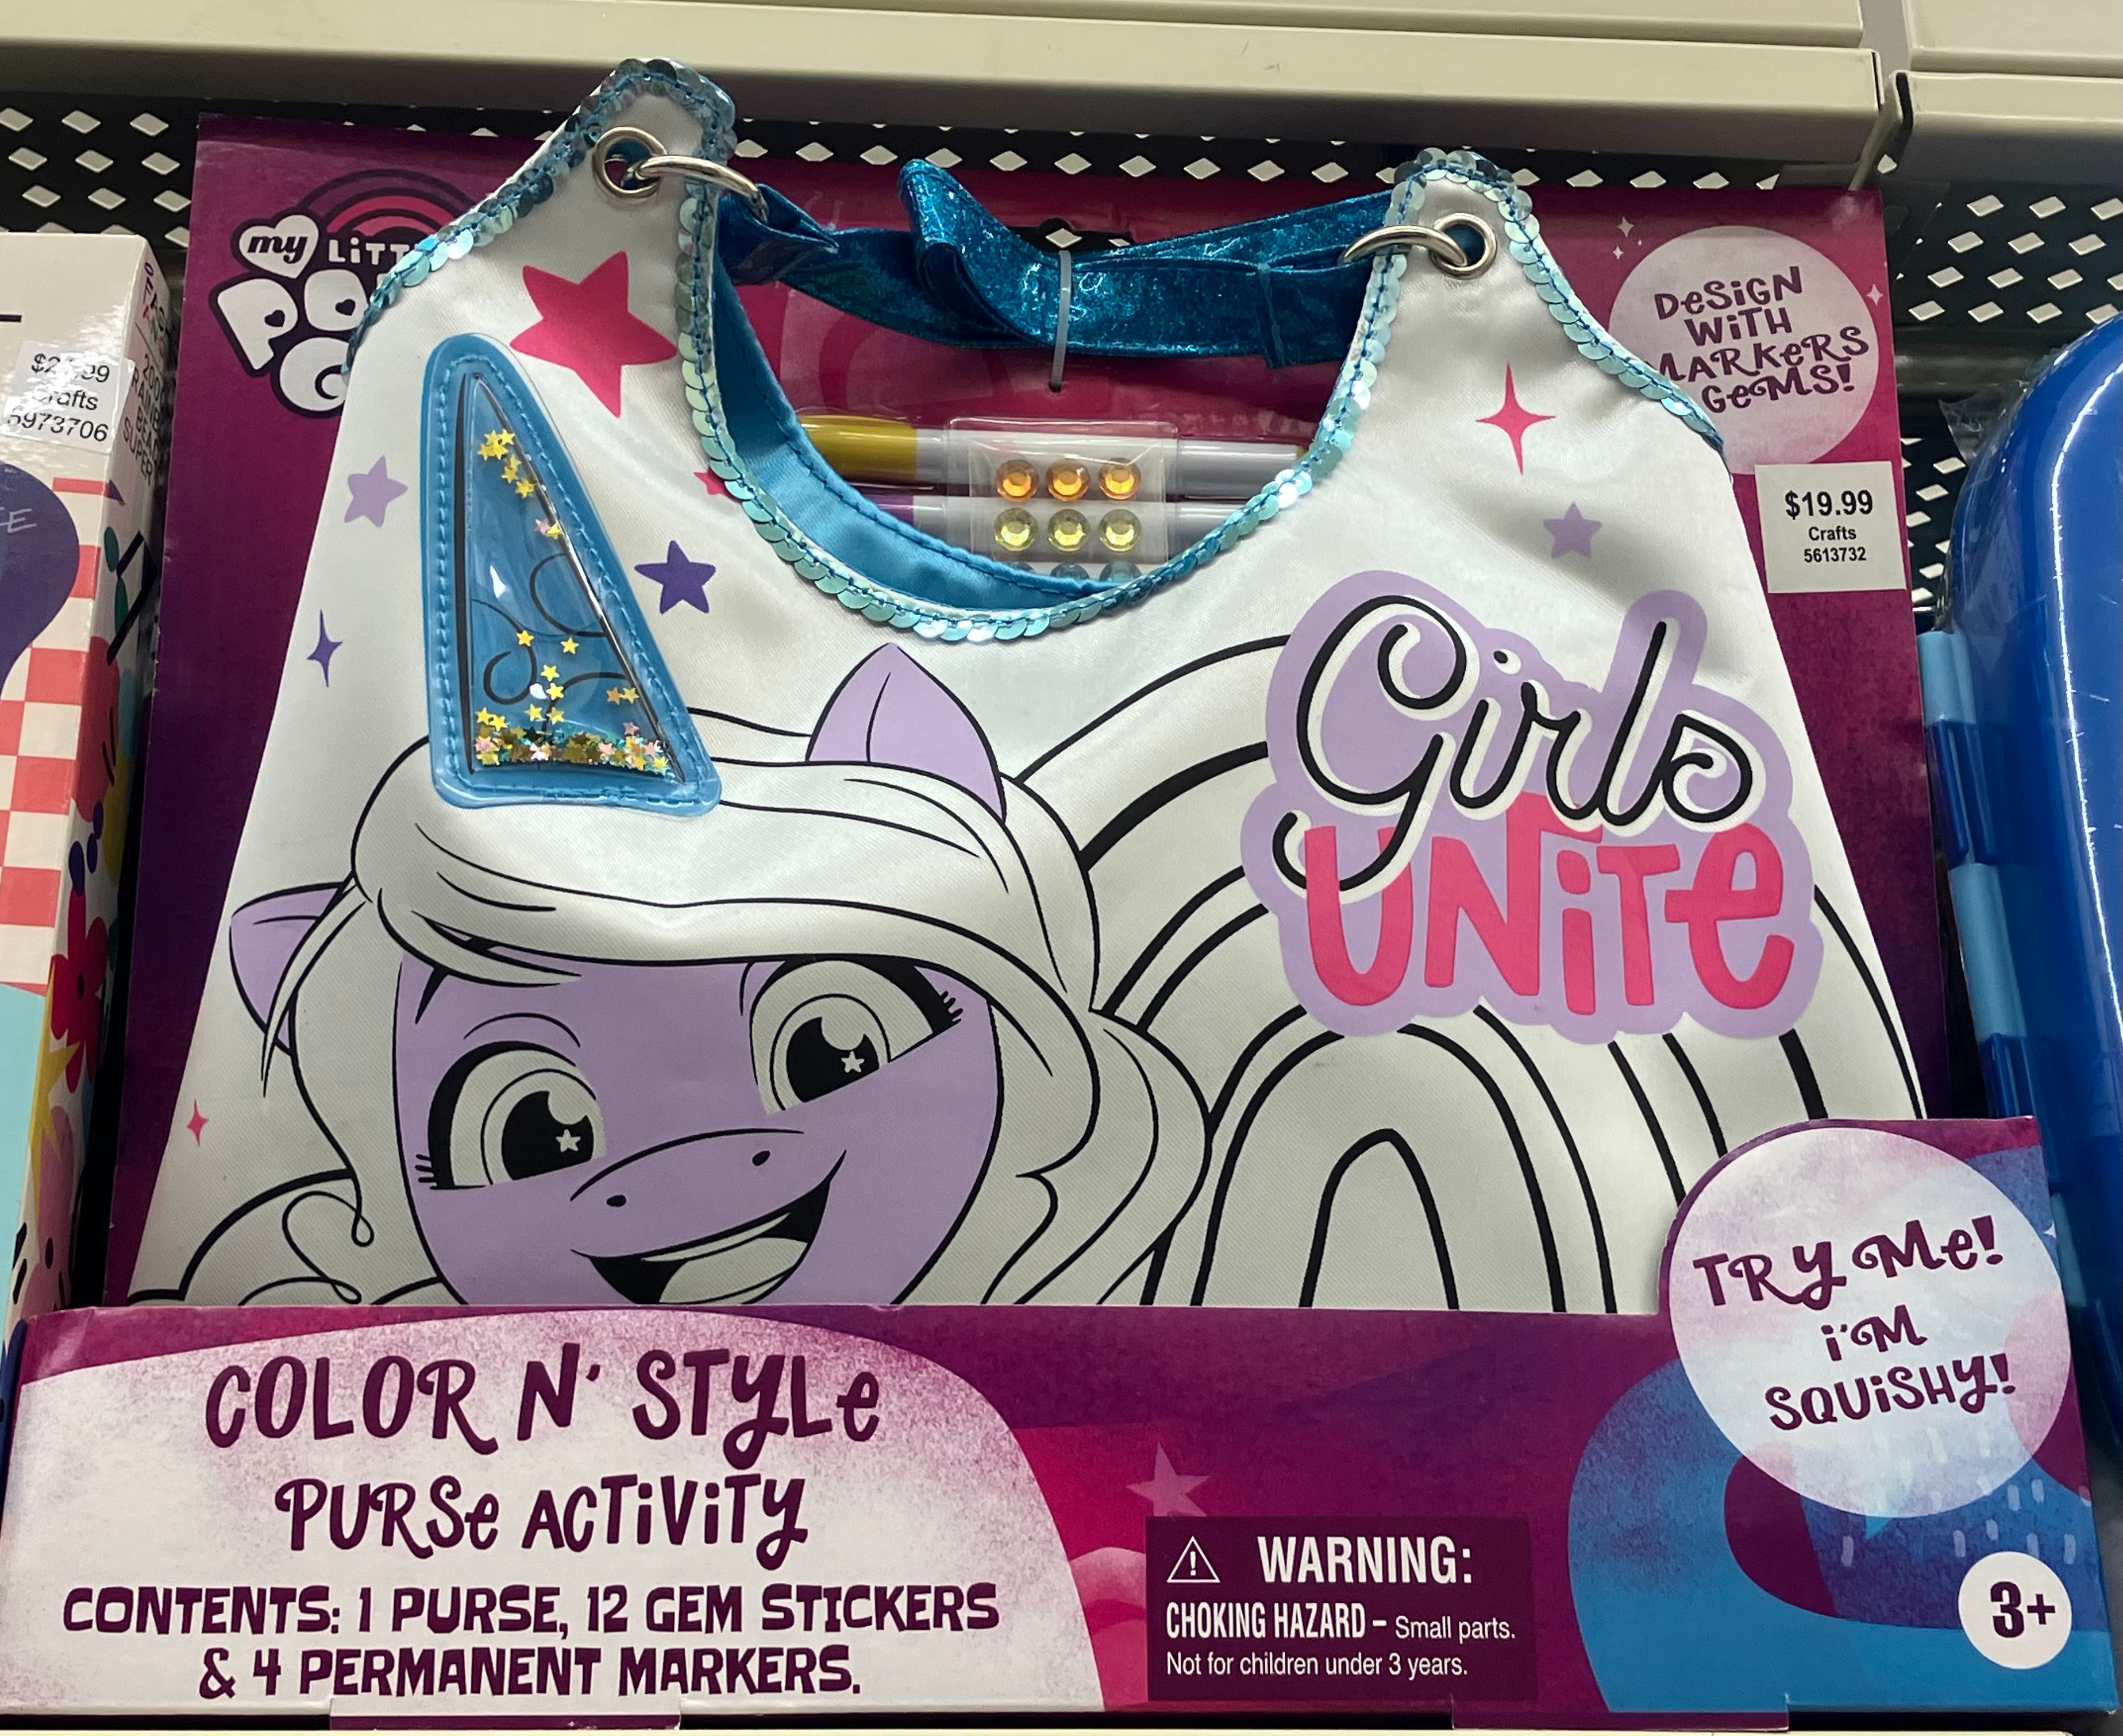 my LiTT
PO
DeSiGN
WiTH
MARKeRS
GeMS!
$19.99
Crafts
5613732
Crafts
5973706
Girls
UNiTe
TRY Me!
i'M
SQUiSHY!
COLOR N' STYLe
PURSe ACTiViTY
CONTENTS: 1 PURSE, 12 GEM STICKERS
& 4 PERMANENT MARKERS.
WARNING:
CHOKING HAZARD – Small parts.
Not for children under 3 years.
3+